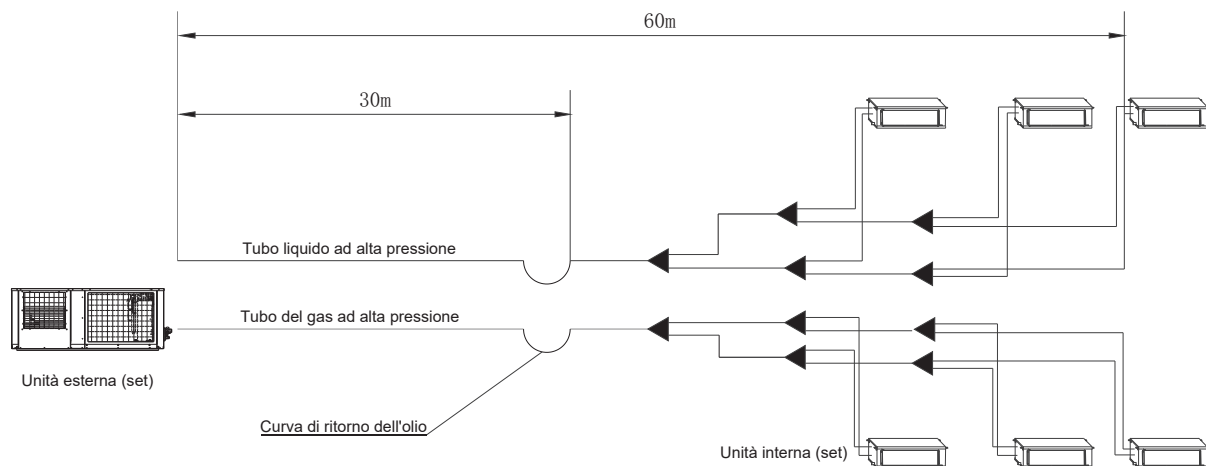 60m
30m
Tubo liquido ad alta pressione
Tubo del gas ad alta pressione
Unità esterna (set)
Curva di ritorno dell'olio
Unità interna (set)